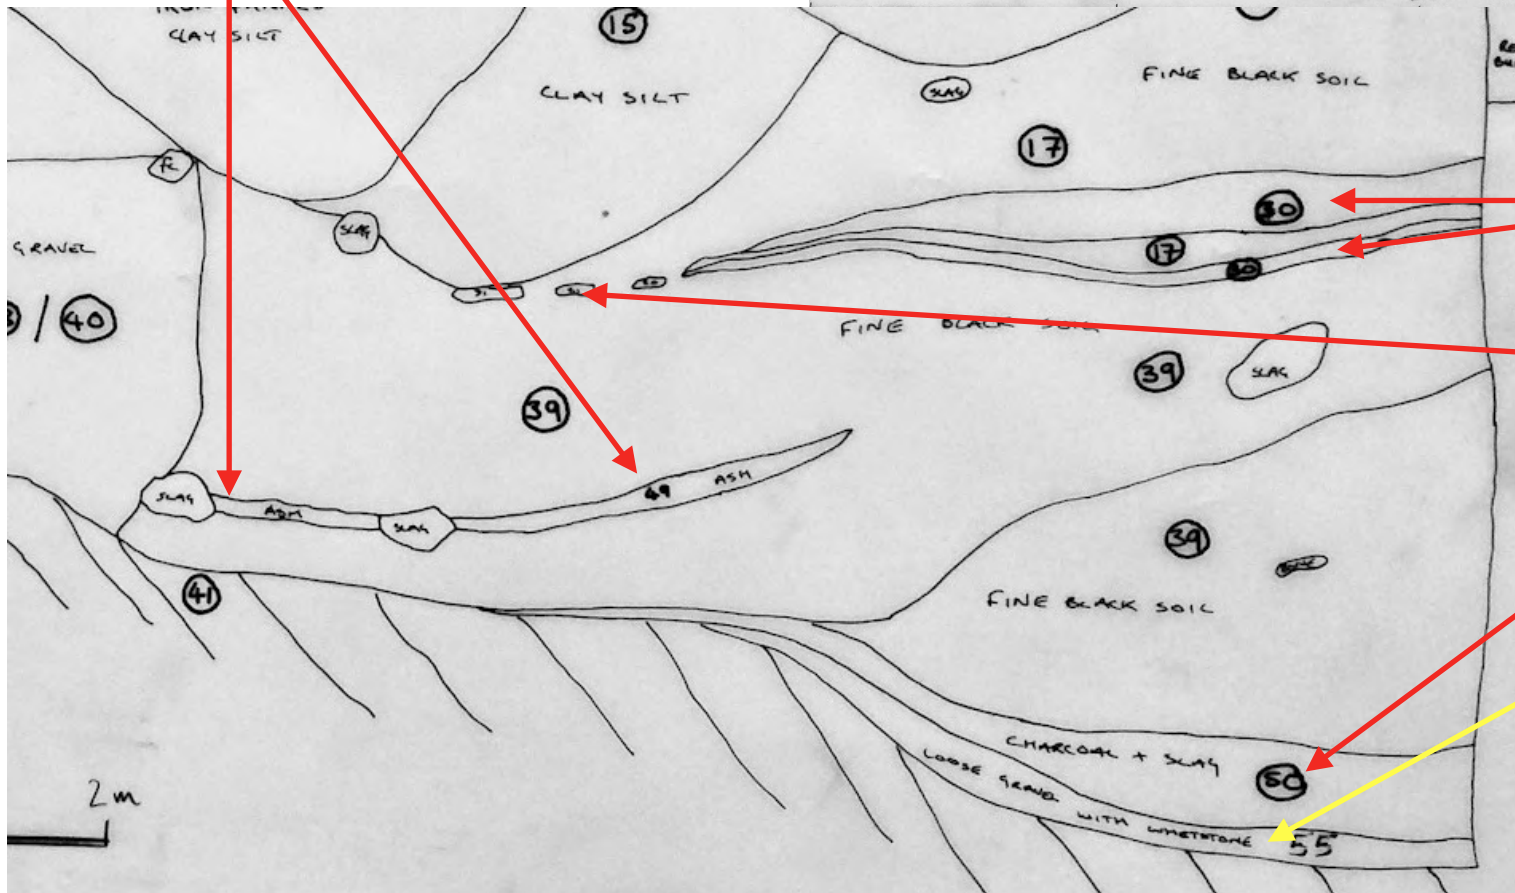 CLAY SILT
15
CLAY SILT
SLAG
FINE BLACK SOIL
17
FE
SLAG
GRAVEL
30
17
30
/ 40
FINE BLACK SOIL
39
SLAG
39
49 ASH
SLAG
ASH
SLAG
39
41
FINE BLACK SOIL
CHARCOAL + SLAG
50
LOOSE GRAVEL WITH WHETSTONE 55
2m